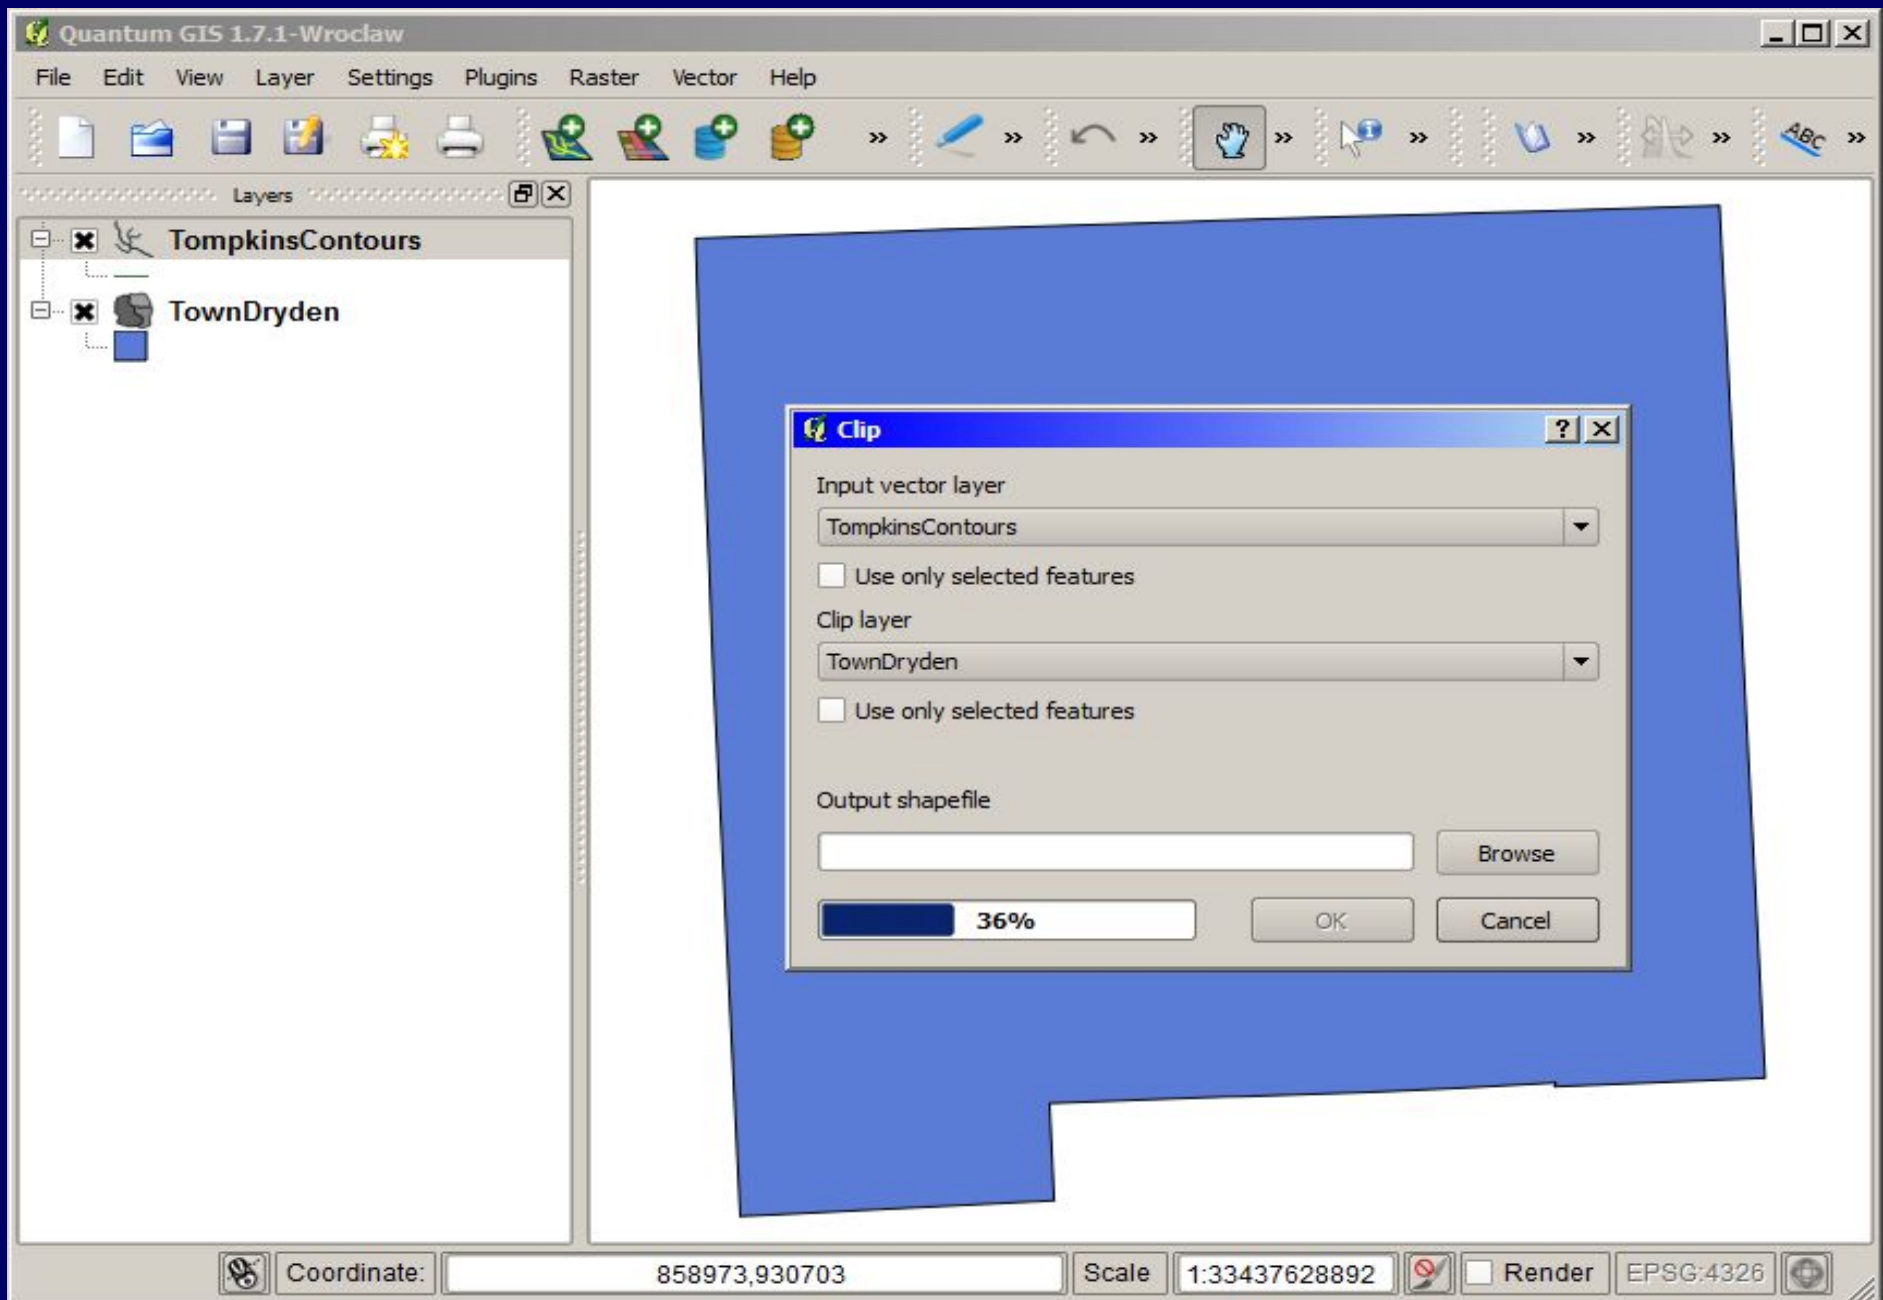 Quantum GIS 1.7.1-Wroclaw
File Edit View Layer Settings Plugins Raster Vector Help
ABC
Layers
TompkinsContours
TownDryden
Clip
Input vector layer
TompkinsContours
Use only selected features
Clip layer
TownDryden
Use only selected features
Output shapefile
Browse
36%
OK
Cancel
Coordinate: 858973,930703 Scale 1:33437628892 Render EPSG:4326